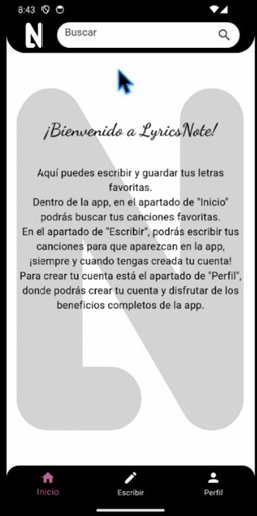 8:43
N
Buscar
¡Bienvenido a LyricsNote!
Aquí puedes escribir y guardar tus letras
favoritas.
Dentro de la app, en el apartado de "Inicio"
podrás buscar tus canciones favoritas.
En el apartado de "Escribir", podrás escribir tus
canciones para que aparezcan en la app,
¡siempre y cuando tengas creada tu cuenta!
Para crear tu cuenta está el apartado de "Perfil",
donde podrás crear tu cuenta y disfrutar de los
beneficios completos de la app.
Inicio Escribir Perfil